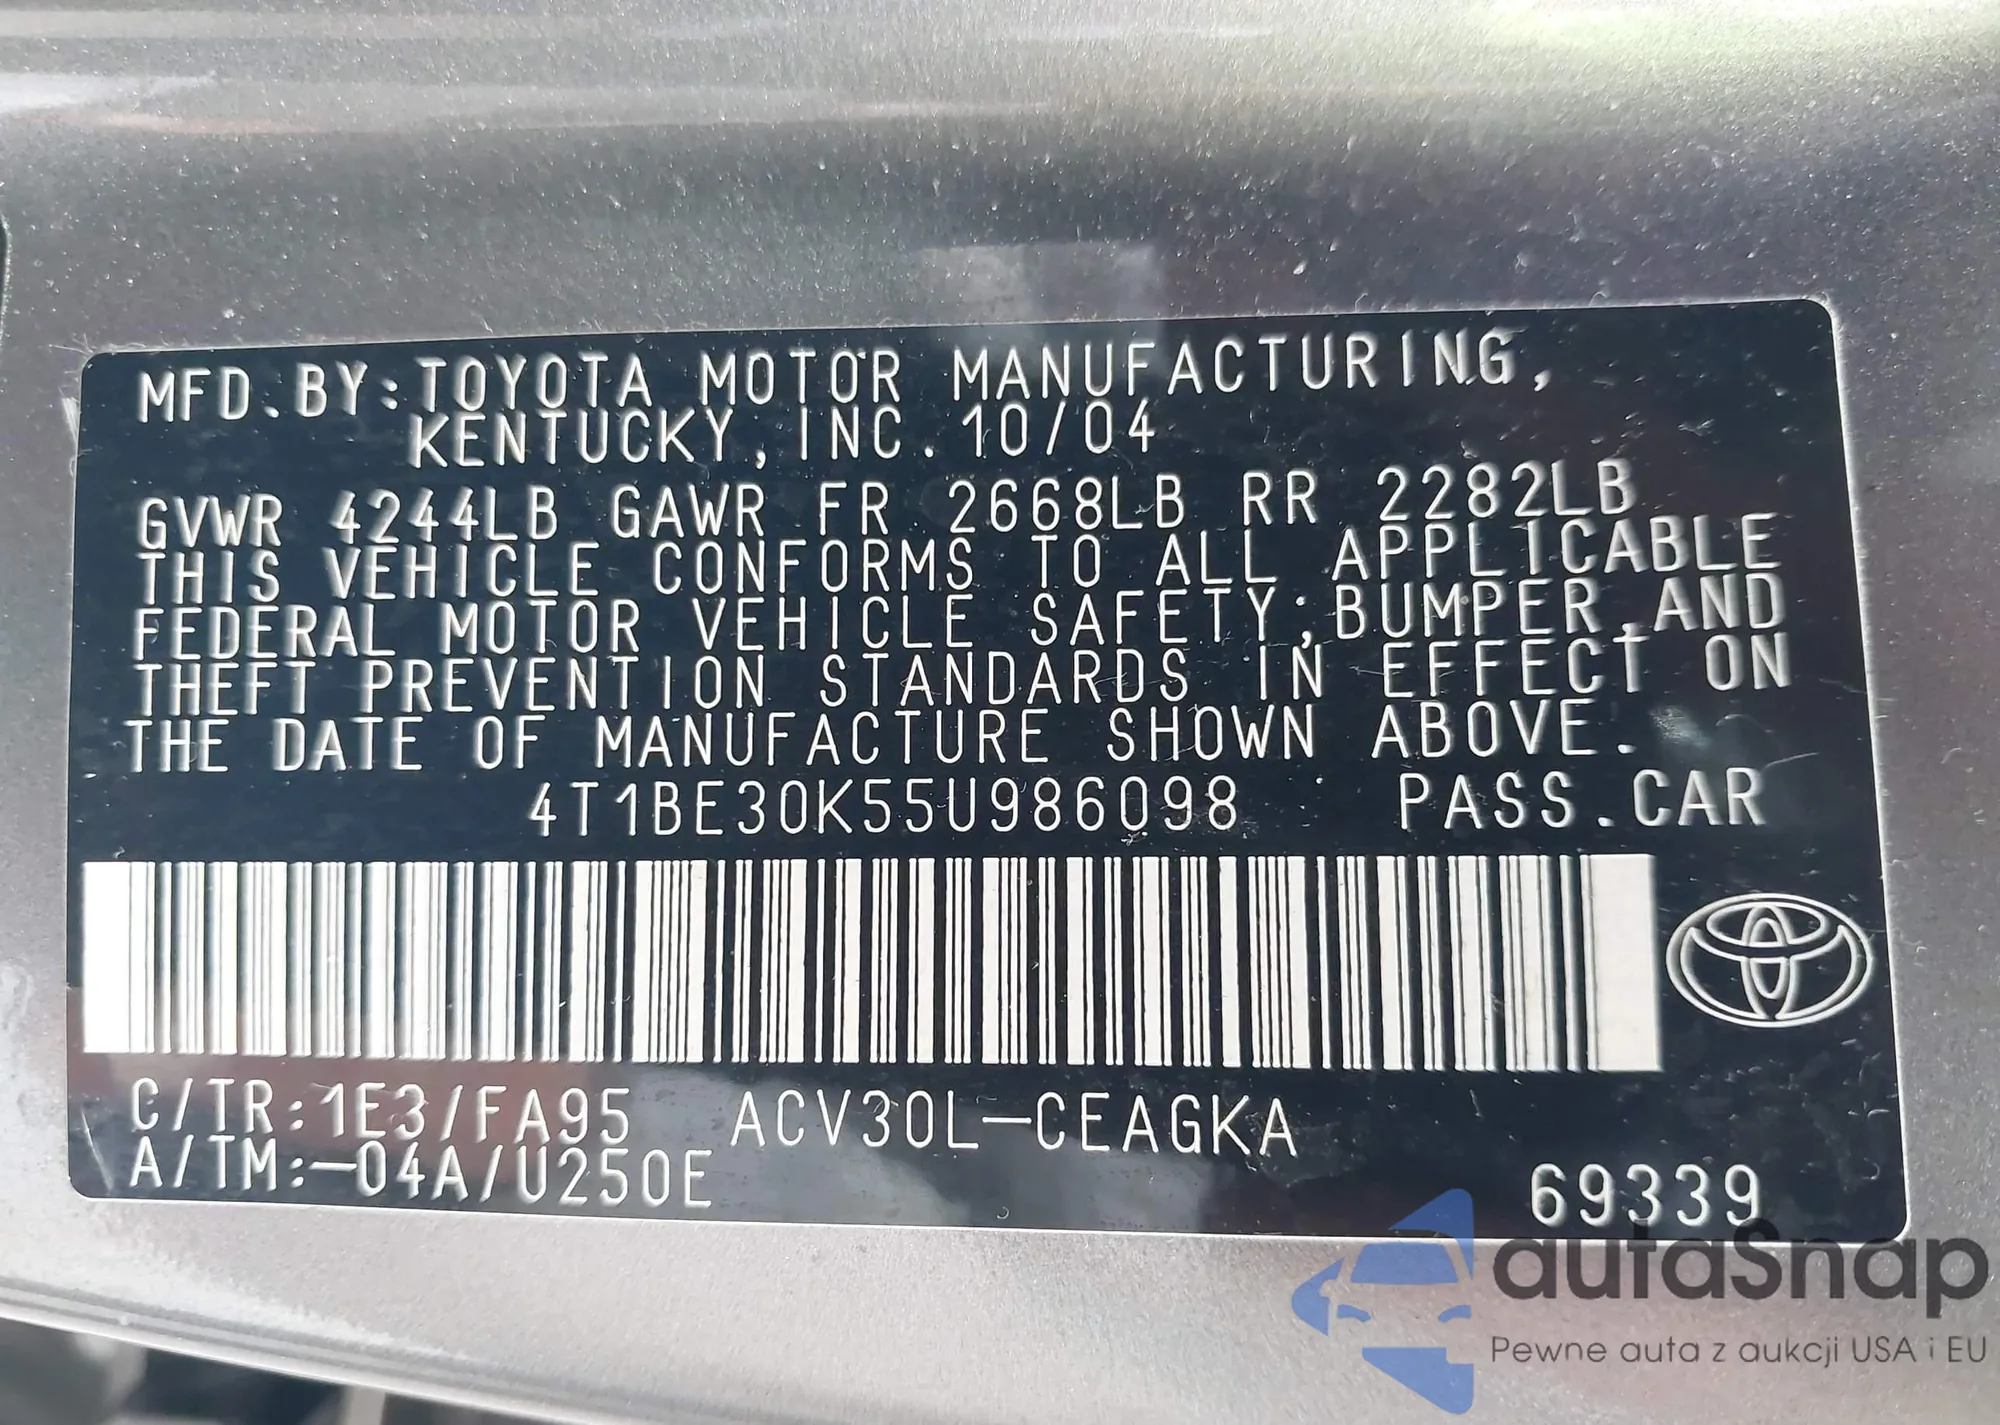 MFD.BY:TOYOTA MOTOR MANUFACTURING,
KENTUCKY,INC.10/04
GVWR 4244LB GAWR FR 2668LB RR 2282LB
THIS VEHICLE CONFORMS TO ALL APPLICABLE
FEDERAL MOTOR VEHICLE SAFETY,BUMPER,AND
THEFT PREVENTION STANDARDS IN EFFECT ON
THE DATE OF MANUFACTURE SHOWN ABOVE.
4T1BE30K55U986098 PASS.CAR
C/TR:1E3/FA95 ACV30L-CEAGKA
A/TM:-04A/U250E
69339
autaSnap
Pewne auta z aukcji USA i EU